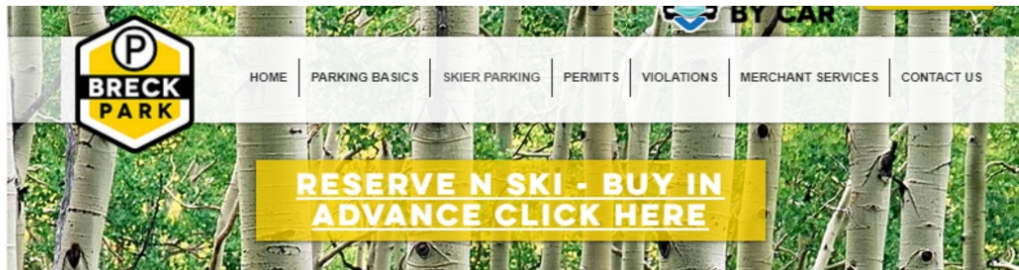 BY CAR
P
BRECK
PARK
HOME PARKING BASICS SKIER PARKING PERMITS VIOLATIONS MERCHANT SERVICES CONTACT US
RESERVE N SKI - BUY IN
ADVANCE CLICK HERE